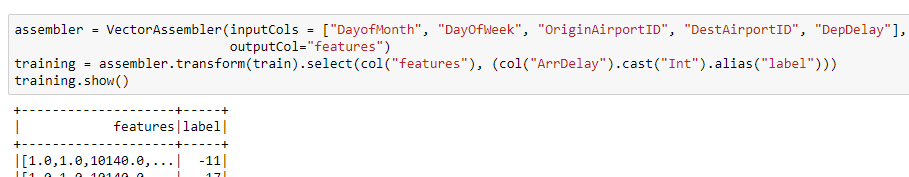 assembler = VectorAssembler(inputCols = ["DayofMonth", "DayOfWeek", "OriginAirportID", "DestAirportID", "DepDelay"],
                            outputCol="features")
training = assembler.transform(train).select(col("features"), (col("ArrDelay").cast("Int").alias("label")))
training.show()
+--------------------+-----+
|            features|label|
+--------------------+-----+
|[1.0,1.0,10140.0,...|  -11|